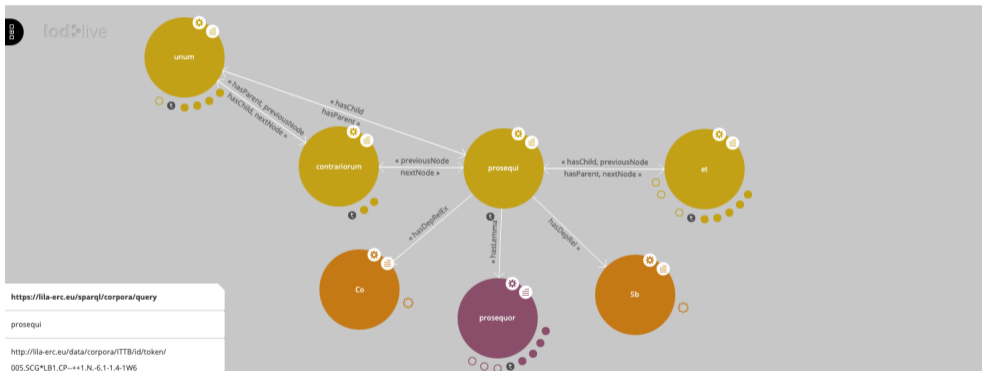 lodlive
unum
« hasChild
hasParent »
« hasParent, previousNode
hasChild, nextNode »
contrariorum
« previousNode
nextNode »
prosequi
« hasChild, previousNode
hasParent, nextNode »
et
« hasDepRelEx
« hasLemma
hasDepRel »
Co
prosequor
Sb
https://lila-erc.eu/sparql/corpora/query
prosequi
http://lila-erc.eu/data/corpora/ITTB/id/token/
005.SCG*LB1.CP--++1.N.-6.1-1.4-1W6